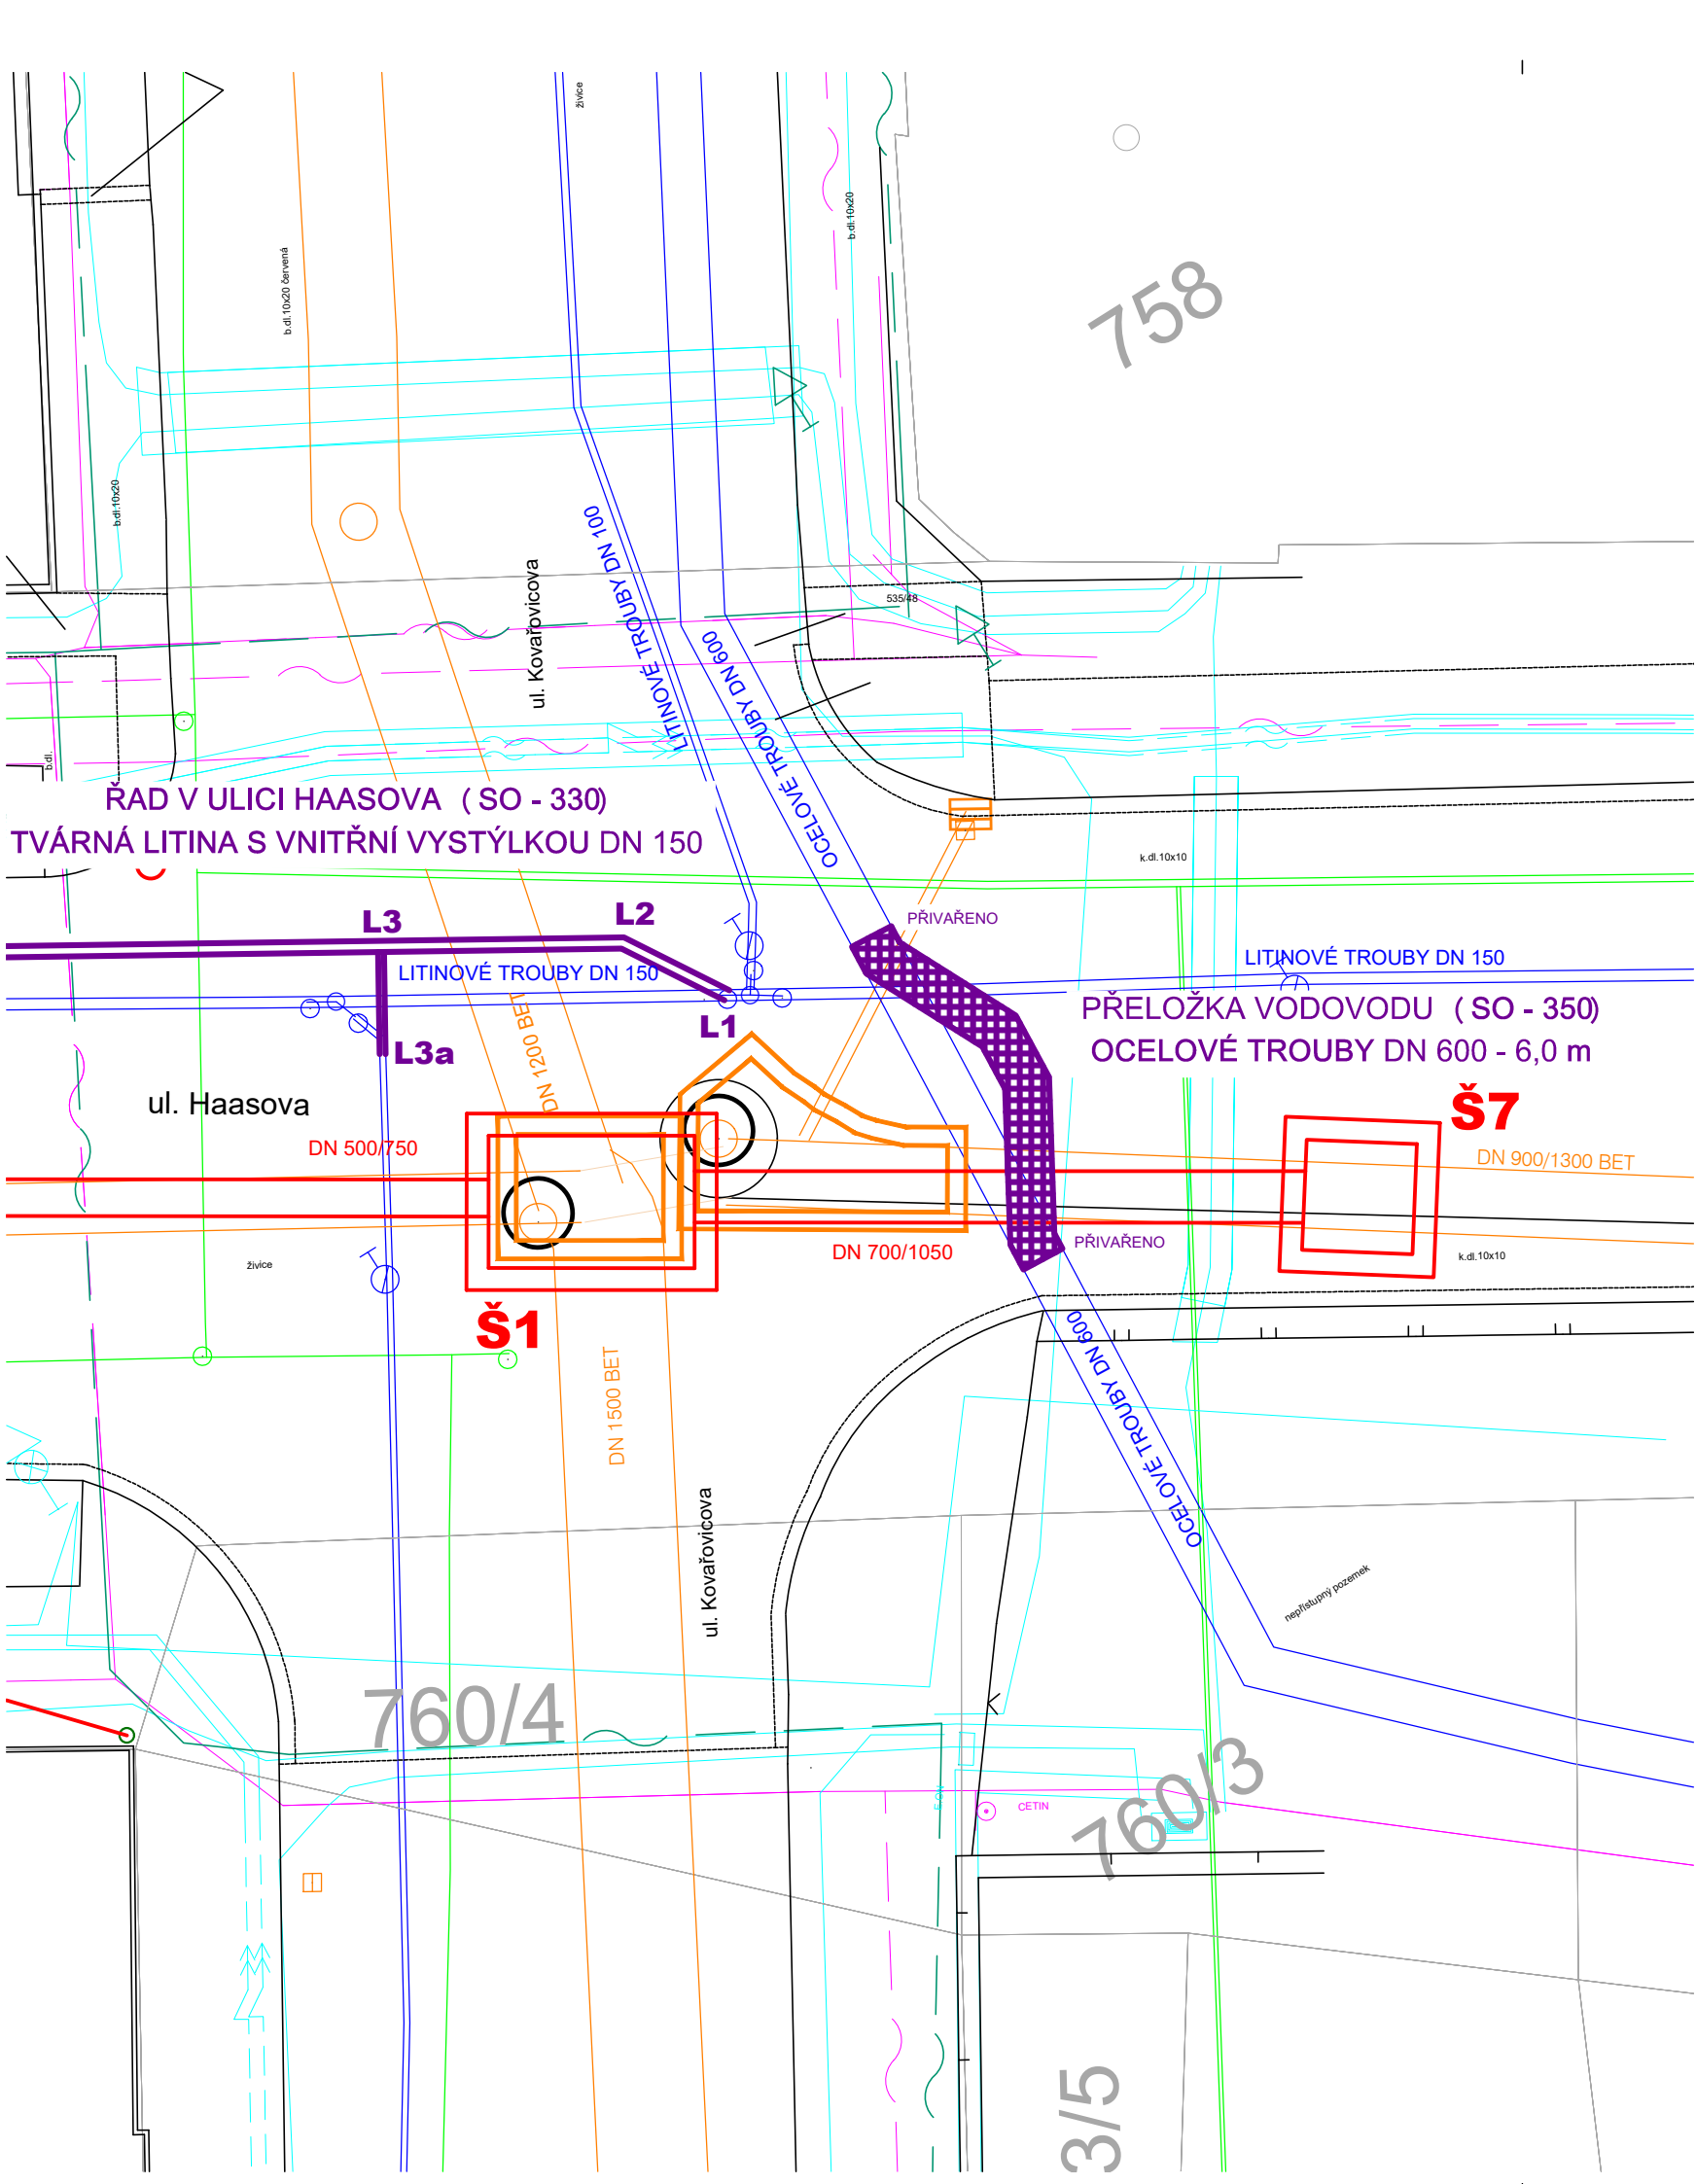 živice
b.dl.10x20
b.dl.10x20 červená
758
b.dl.10x20
LITINOVÉ TROUBY DN 100
ul. Kovařovicova
535/48
OCELOVÉ TROUBY DN 600
b.dl.
ŘAD V ULICI HAASOVA ( SO - 330)
TVÁRNÁ LITINA S VNITŘNÍ VYSTÝLKOU DN 150
k.dl.10x10
L3
L2
PŘIVAŘENO
LITINOVÉ TROUBY DN 150
LITINOVÉ TROUBY DN 150
PŘELOŽKA VODOVODU ( SO - 350)
OCELOVÉ TROUBY DN 600 - 6,0 m
L1
L3a
DN 1200 BET
ul. Haasova
Š7
DN 500/750
DN 900/1300 BET
DN 700/1050
PŘIVAŘENO
k.dl.10x10
živice
Š1
DN 1500 BET
OCELOVÉ TROUBY DN 600
ul. Kovařovicova
nepřístupný pozemek
760/4
760/3
CETIN
3/5